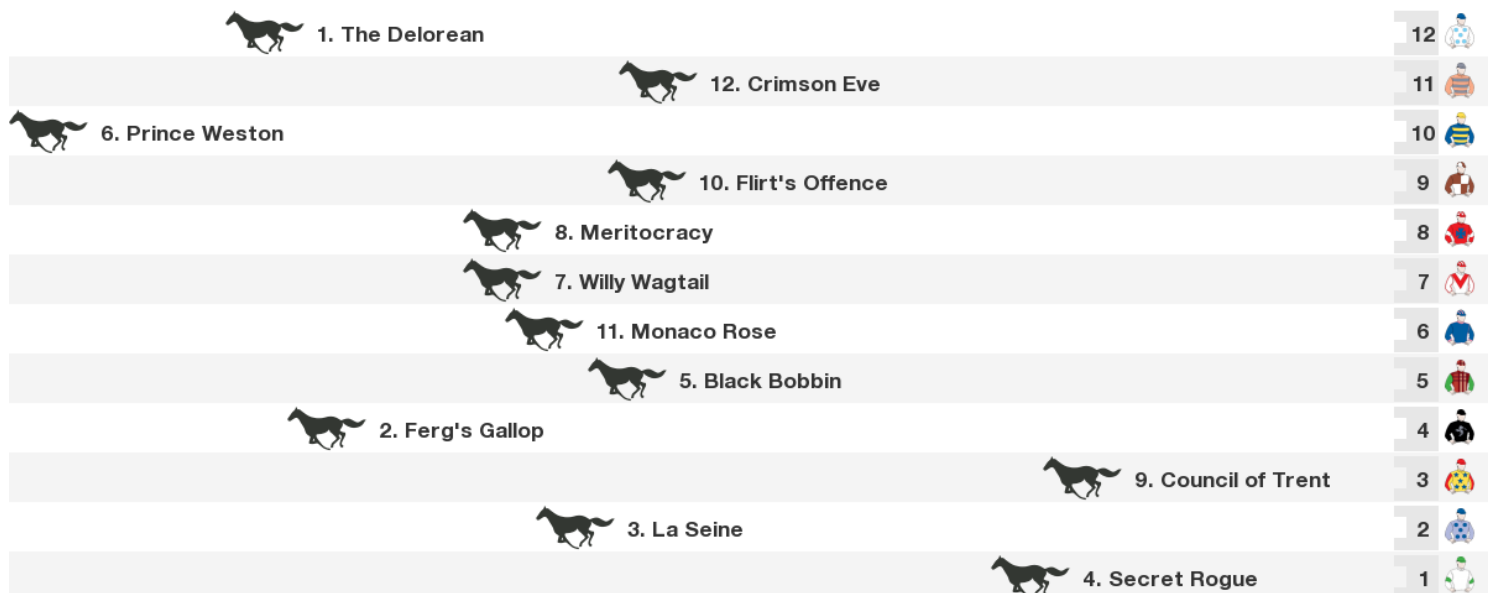 1. The Delorean 12
12. Crimson Eve 11
6. Prince Weston 10
10. Flirt's Offence 9
8. Meritocracy 8
7. Willy Wagtail 7
11. Monaco Rose 6
5. Black Bobbin 5
2. Ferg's Gallop 4
9. Council of Trent 3
3. La Seine 2
4. Secret Rogue 1